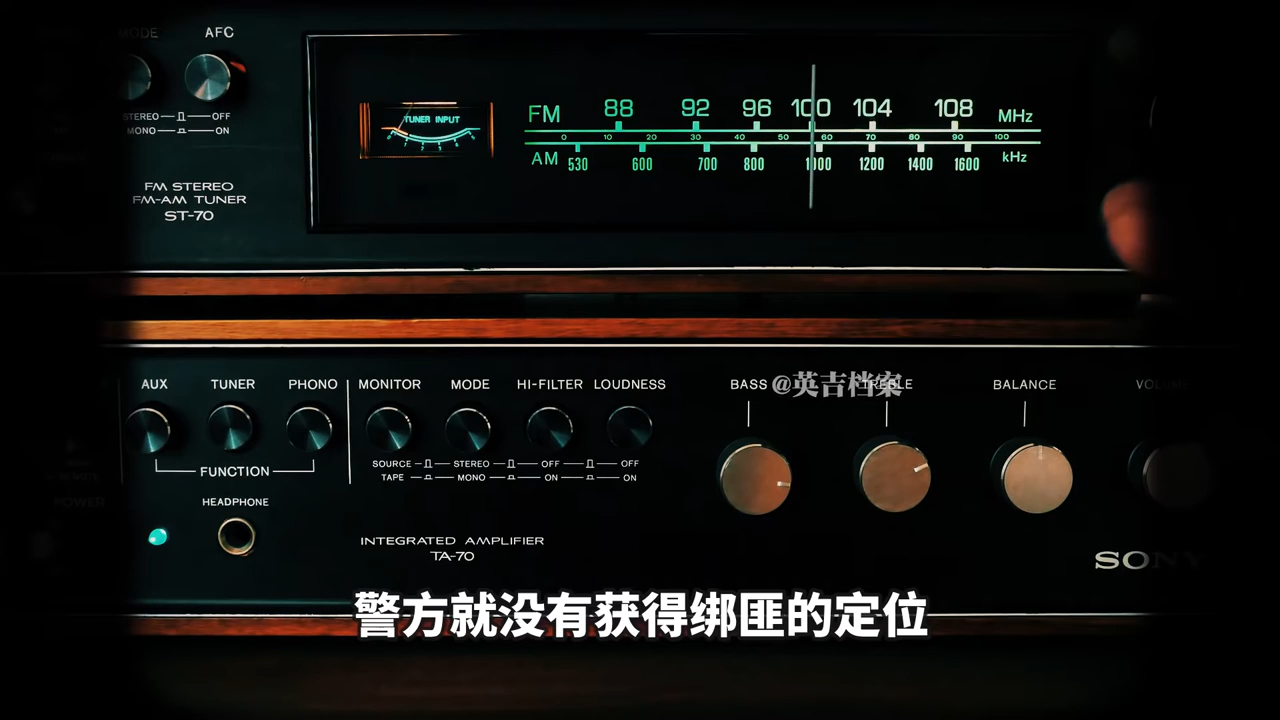 MODE AFC
STEREO OFF
MONO ON
FM STEREO
FM-AM TUNER
ST-70
TUNER INPUT
FM 88 92 96 100 104 108 MHz
0 10 20 30 40 60 70 80 90 100
AM 530 600 700 800 1000 1200 1400 1600 kHz
AUX TUNER PHONO MONITOR MODE HI-FILTER LOUDNESS BASS TREBLE BALANCE VOLUME
@英吉档案
SOURCE STEREO OFF OFF
TAPE MONO ON ON
FUNCTION
POWER
HEADPHONE
INTEGRATED AMPLIFIER
TA-70
SONY
警方就没有获得绑匪的定位